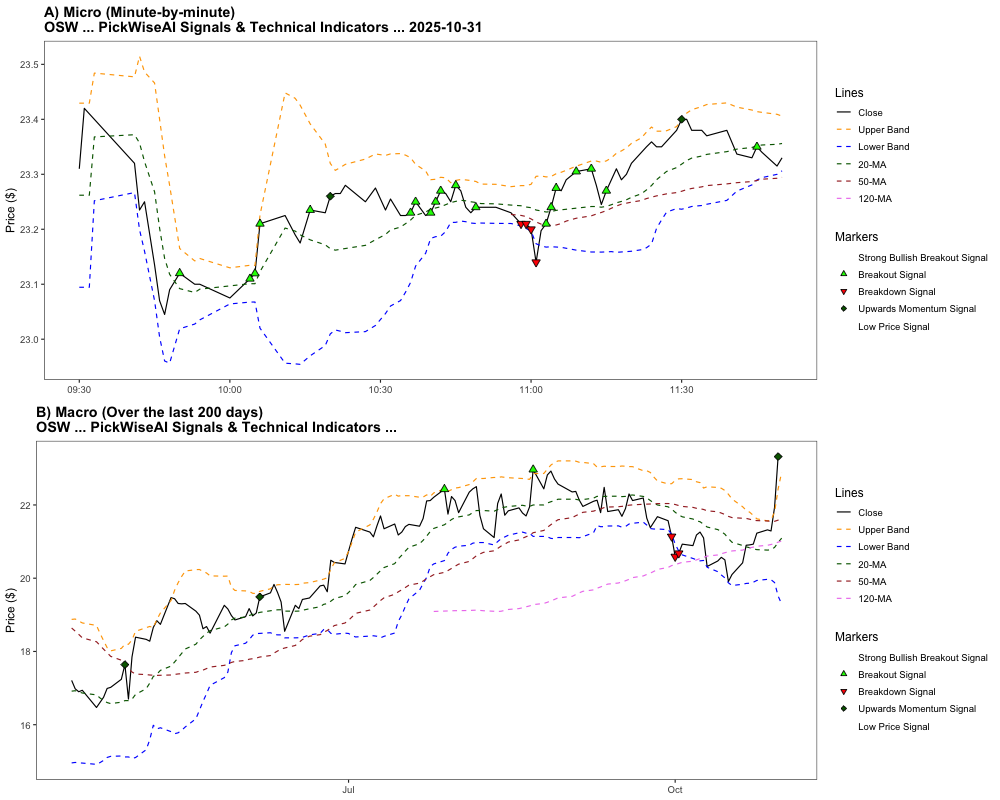 A) Micro (Minute-by-minute)
OSW ... PickWiseAI Signals & Technical Indicators ... 2025-10-31
Price ($)
23.5
23.4
23.3
23.2
23.1
23.0
09:30
10:00
10:30
11:00
11:30
Lines
Close
Upper Band
Lower Band
20-MA
50-MA
120-MA
Markers
Strong Bullish Breakout Signal
Breakout Signal
Breakdown Signal
Upwards Momentum Signal
Low Price Signal
B) Macro (Over the last 200 days)
OSW ... PickWiseAI Signals & Technical Indicators ...
Price ($)
22
20
18
16
Jul
Oct
Lines
Close
Upper Band
Lower Band
20-MA
50-MA
120-MA
Markers
Strong Bullish Breakout Signal
Breakout Signal
Breakdown Signal
Upwards Momentum Signal
Low Price Signal